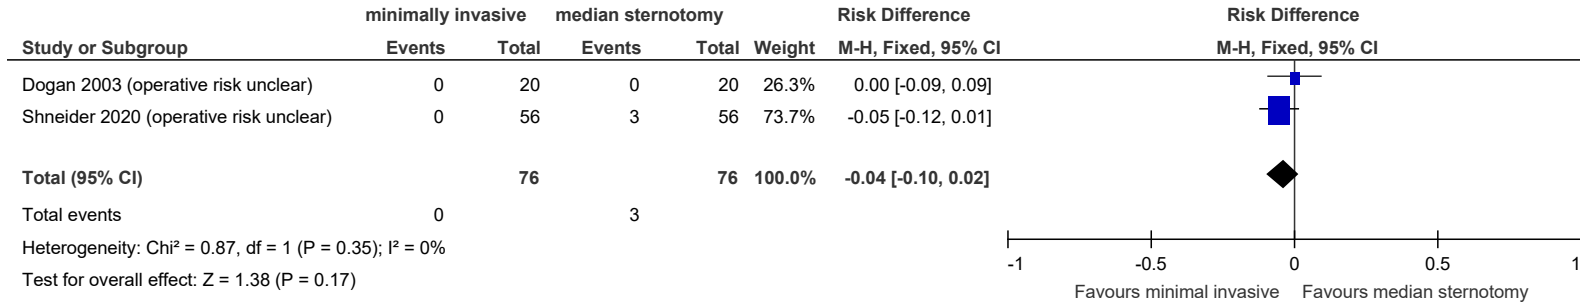 minimally invasive median sternotomy Risk Difference Risk Difference
Study or Subgroup Events Total Events Total Weight M-H, Fixed, 95% CI M-H, Fixed, 95% CI
Dogan 2003 (operative risk unclear) 0 20 0 20 26.3% 0.00 [-0.09, 0.09]
Shneider 2020 (operative risk unclear) 0 56 3 56 73.7% -0.05 [-0.12, 0.01]
Total (95% CI) 76 76 100.0% -0.04 [-0.10, 0.02]
Total events 0 3
Heterogeneity: Chi² = 0.87, df = 1 (P = 0.35); I² = 0%
Test for overall effect: Z = 1.38 (P = 0.17)
-1 -0.5 0 0.5 1
Favours minimal invasive Favours median sternotomy